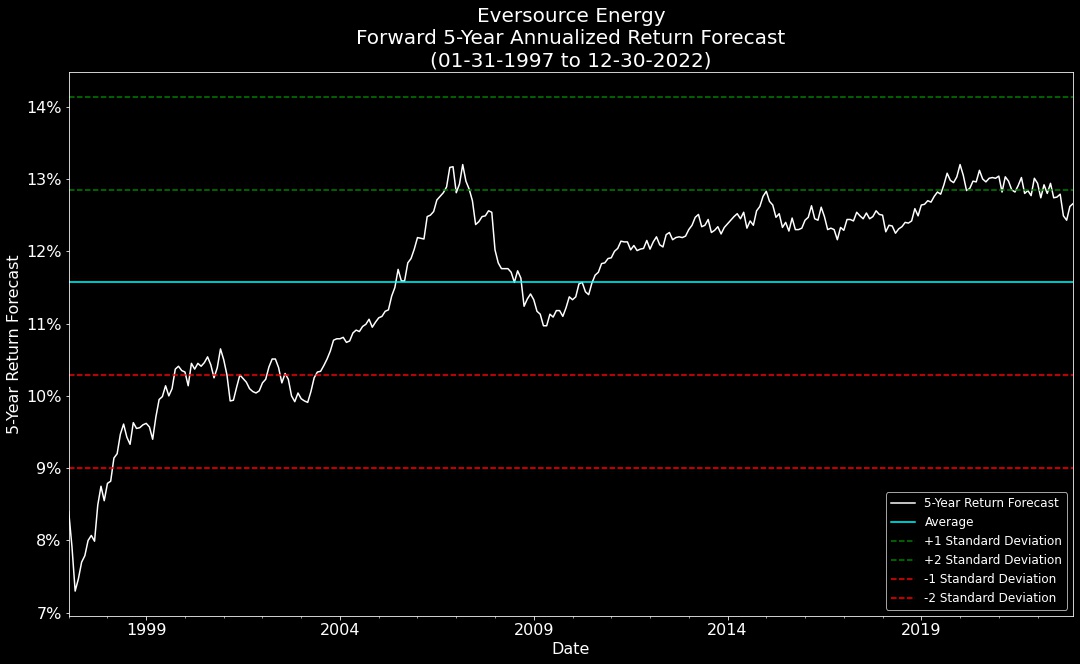 Eversource Energy
Forward 5-Year Annualized Return Forecast
(01-31-1997 to 12-30-2022)
14%
13%
12%
11%
10%
9%
8%
7%
5-Year Return Forecast
1999
2004
2009
2014
2019
Date
5-Year Return Forecast
Average
+1 Standard Deviation
+2 Standard Deviation
-1 Standard Deviation
-2 Standard Deviation